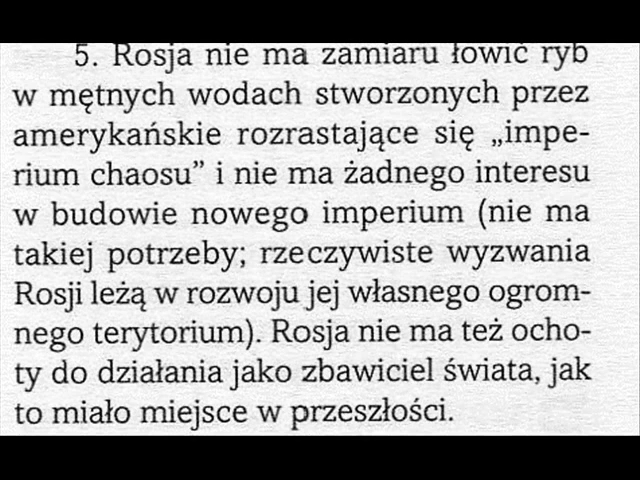 5. Rosja nie ma zamiaru łowić ryb
w mętnych wodach stworzonych przez
amerykańskie rozrastające się „impe-
rium chaosu” i nie ma żadnego interesu
w budowie nowego imperium (nie ma
takiej potrzeby; rzeczywiste wyzwania
Rosji leżą w rozwoju jej własnego ogrom-
nego terytorium). Rosja nie ma też ocho-
ty do działania jako zbawiciel świata, jak
to miało miejsce w przeszłości.